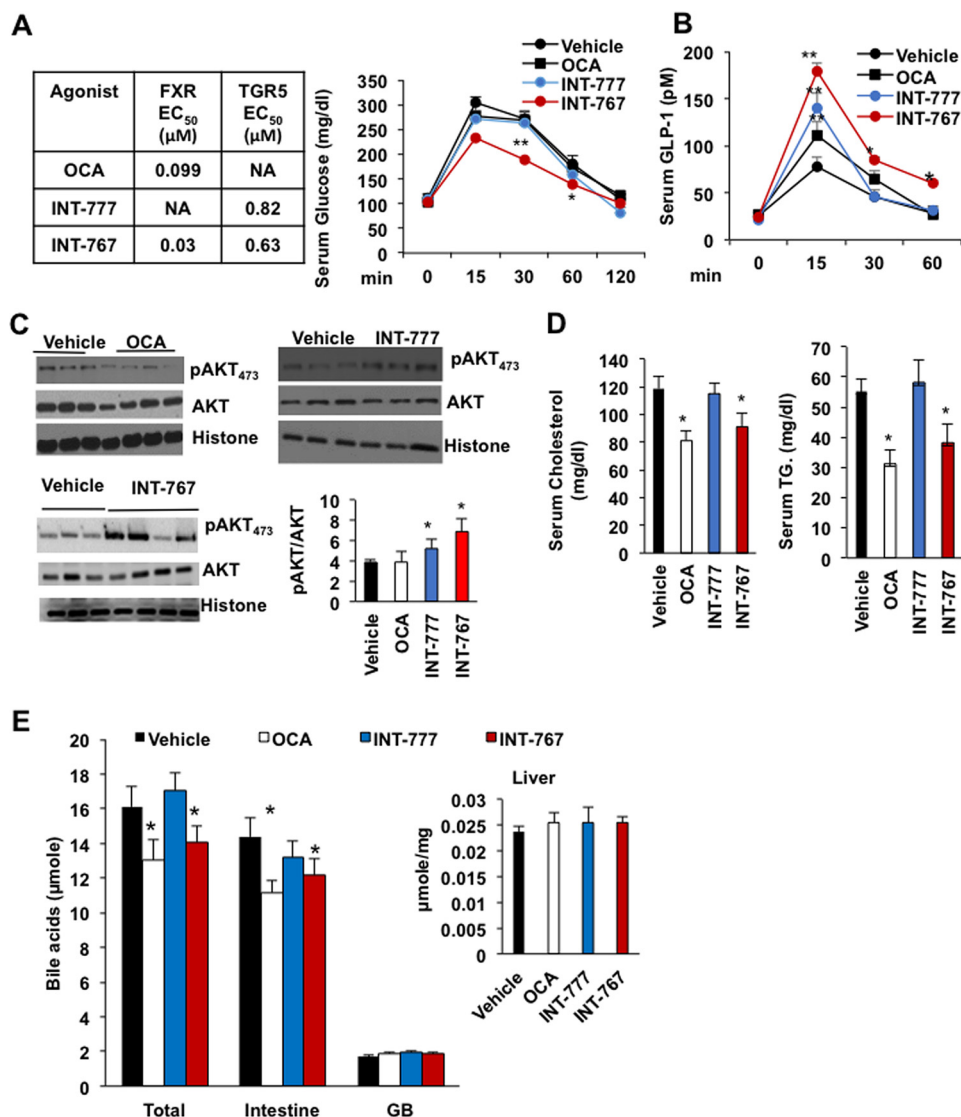 A
Agonist FXR EC50 (µM) TGR5 EC50 (µM)
OCA 0.099 NA
INT-777 NA 0.82
INT-767 0.03 0.63
Vehicle
OCA
INT-777
INT-767
Serum Glucose (mg/dl)
350
300
250
200
150
100
50
0
**
*
min 0 15 30 60 120
B
Vehicle
OCA
INT-777
INT-767
Serum GLP-1 (pM)
200
150
100
50
0
**
**
**
*
*
min 0 15 30 60
C
Vehicle OCA
pAKT473
AKT
Histone
Vehicle INT-777
pAKT473
AKT
Histone
Vehicle INT-767
pAKT473
AKT
Histone
pAKT/AKT
10
8
6
4
2
0
* *
Vehicle
OCA
INT-777
INT-767
D
Serum Cholesterol
(mg/dl)
140
120
100
80
60
40
20
0
* *
Vehicle
OCA
INT-777
INT-767
Serum TG. (mg/dl)
70
60
50
40
30
20
10
0
* *
Vehicle
OCA
INT-777
INT-767
E
Vehicle OCA INT-777 INT-767
Bile acids (µmole)
20
18
16
14
12
10
8
6
4
2
0
* * * *
Total Intestine GB
Liver
µmole/mg
0.03
0.025
0.02
0.015
0.01
0.005
0
Vehicle
OCA
INT-777
INT-767